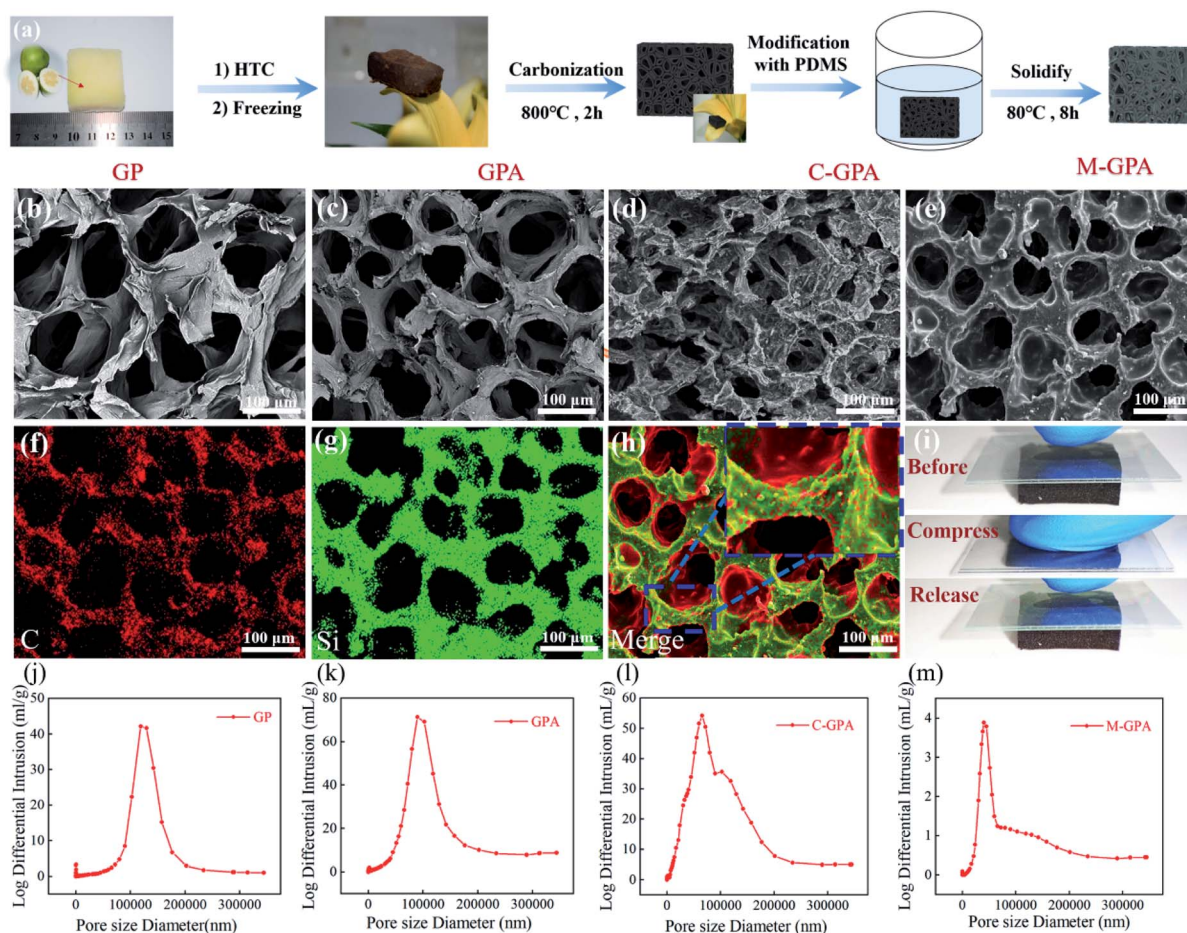 (a)
7 8 9 10 11 12 13 14 15
1) HTC
2) Freezing
Carbonization
800℃ , 2h
Modification
with PDMS
Solidify
80℃ , 8h
GP
GPA
C-GPA
M-GPA
(b)
100 μm
(c)
100 μm
(d)
100 μm
(e)
100 μm
(f)
C
100 μm
(g)
Si
100 μm
(h)
Merge
100 μm
(i)
Before
Compress
Release
(j)
Log Differential Intrusion (ml/g)
50
40
30
20
10
0
GP
0 100000 200000 300000
Pore size Diameter(nm)
(k)
Log Differential Intrusion (mL/g)
80
60
40
20
0
GPA
0 100000 200000 300000
Pore size Diameter (nm)
(l)
Log Differential Intrusion (mL/g)
60
50
40
30
20
10
0
C-GPA
0 100000 200000 300000
Pore size Diameter (nm)
(m)
Log Differential Intrusion (mL/g)
4
3
2
1
0
M-GPA
0 100000 200000 300000
Pore size Diameter (nm)